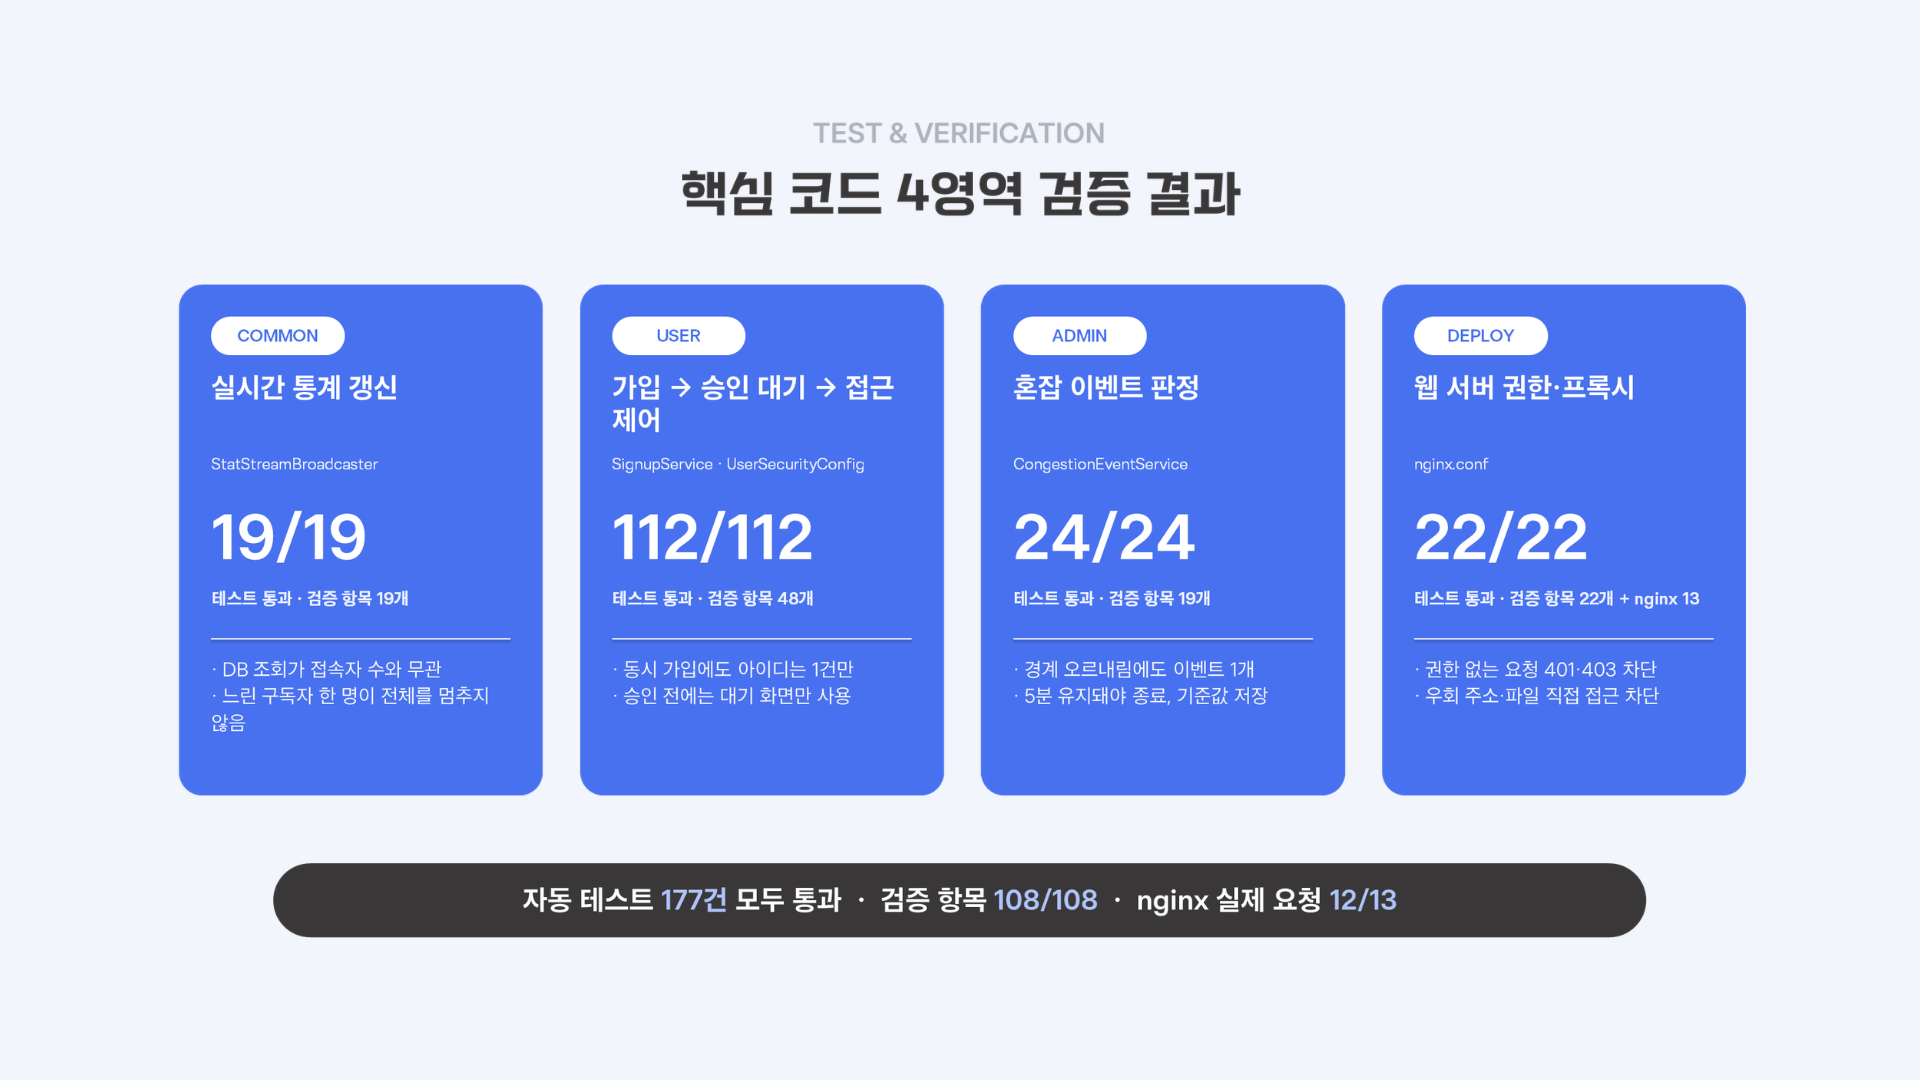 TEST & VERIFICATION
핵심 코드 4영역 검증 결과
COMMON
실시간 통계 갱신
StatStreamBroadcaster
19/19
테스트 통과 · 검증 항목 19개
· DB 조회가 접속자 수와 무관
· 느린 구독자 한 명이 전체를 멈추지
않음
USER
가입 → 승인 대기 → 접근
제어
SignupService · UserSecurityConfig
112/112
테스트 통과 · 검증 항목 48개
· 동시 가입에도 아이디는 1건만
· 승인 전에는 대기 화면만 사용
ADMIN
혼잡 이벤트 판정
CongestionEventService
24/24
테스트 통과 · 검증 항목 19개
· 경계 오르내림에도 이벤트 1개
· 5분 유지돼야 종료, 기준값 저장
DEPLOY
웹 서버 권한·프록시
nginx.conf
22/22
테스트 통과 · 검증 항목 22개 + nginx 13
· 권한 없는 요청 401·403 차단
· 우회 주소·파일 직접 접근 차단
자동 테스트 177건 모두 통과 · 검증 항목 108/108 · nginx 실제 요청 12/13